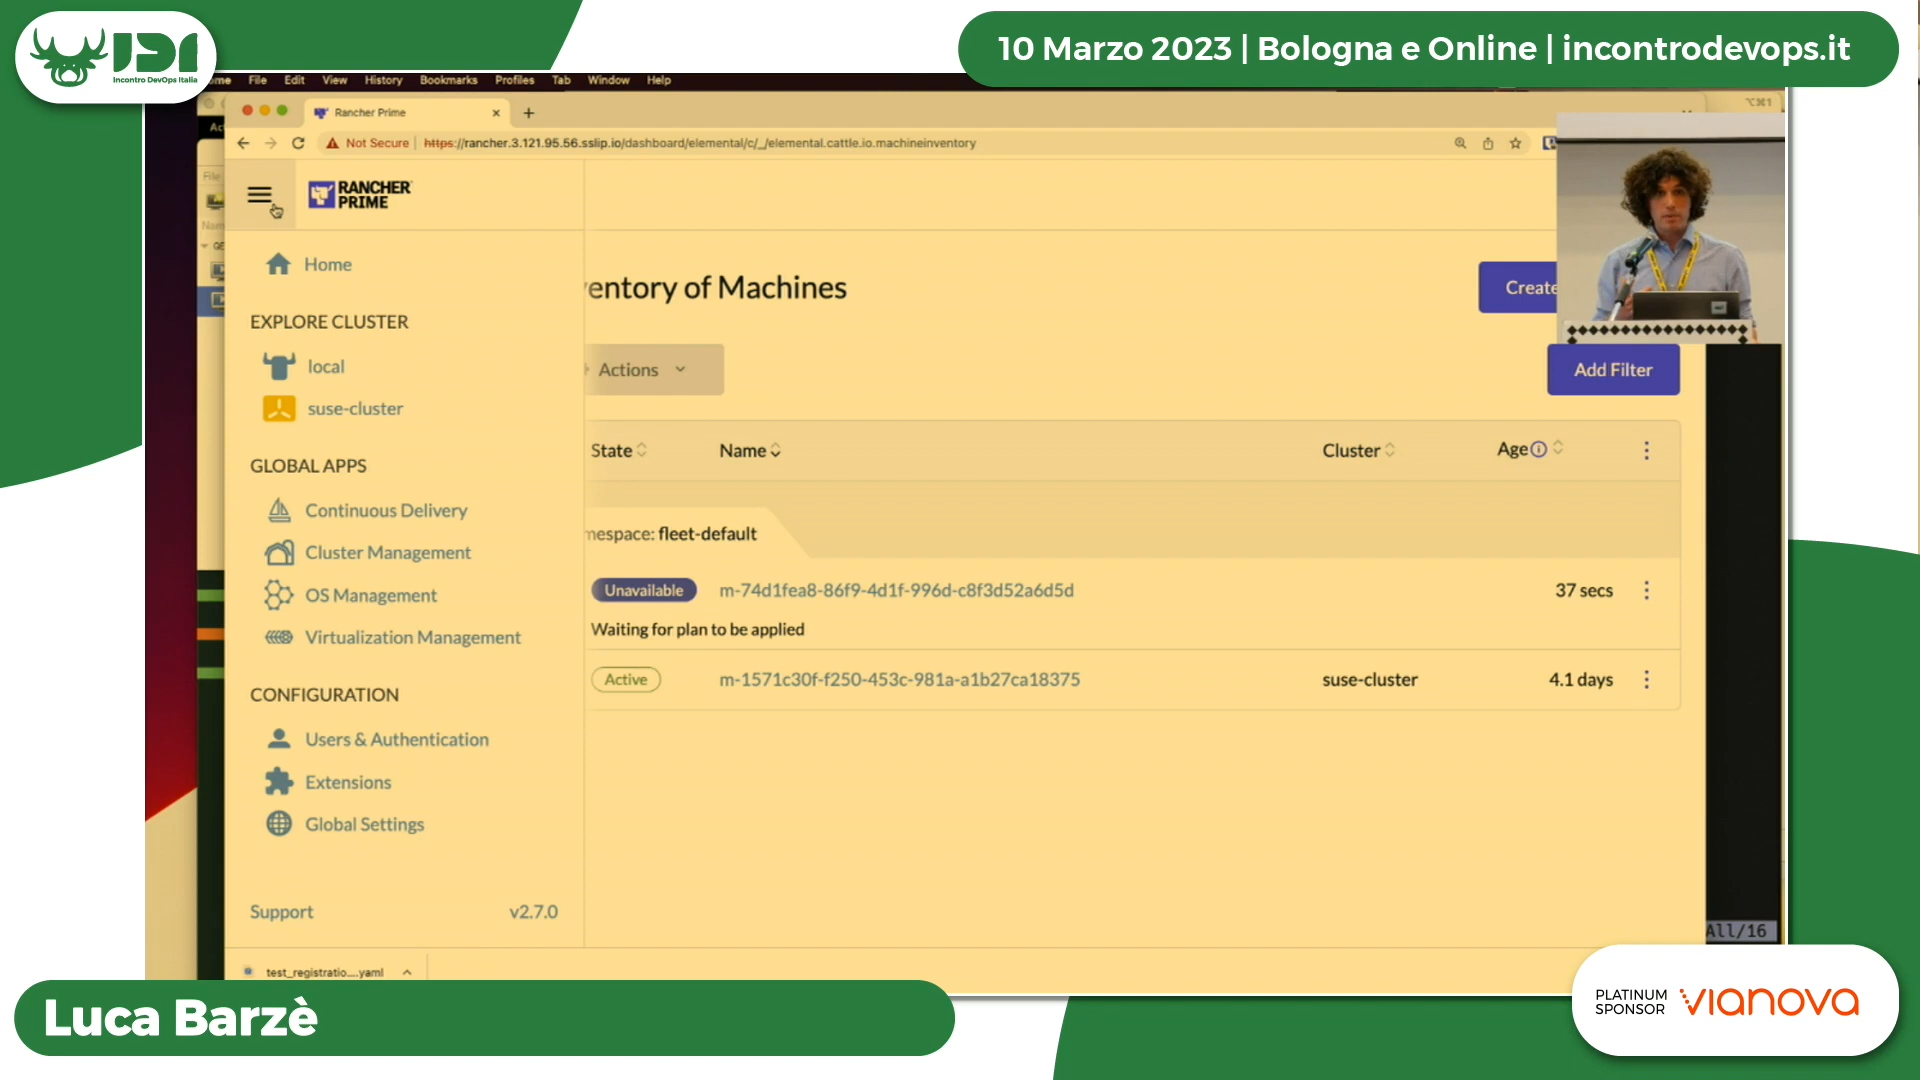 IDI
Incontro DevOps Italia
10 Marzo 2023 | Bologna e Online | incontrodevops.it
File Edit View History Bookmarks Profiles Tab Window Help
Rancher Prime
Not Secure | https://rancher.3.121.95.56.sslip.io/dashboard/elemental/c/_/elemental.cattle.io.machineinventory
File
RANCHER
PRIME
Home
EXPLORE CLUSTER
local
suse-cluster
GLOBAL APPS
Continuous Delivery
Cluster Management
OS Management
Virtualization Management
CONFIGURATION
Users & Authentication
Extensions
Global Settings
Support v2.7.0
entory of Machines
Create
Actions
Add Filter
State Name Cluster Age
mespace: fleet-default
Unavailable m-74d1fea8-86f9-4d1f-996d-c8f3d52a6d5d 37 secs
Waiting for plan to be applied
Active m-1571c30f-f250-453c-981a-a1b27ca18375 suse-cluster 4.1 days
All/16
test_registratio....yaml
Luca Barzè
PLATINUM
SPONSOR
vianova